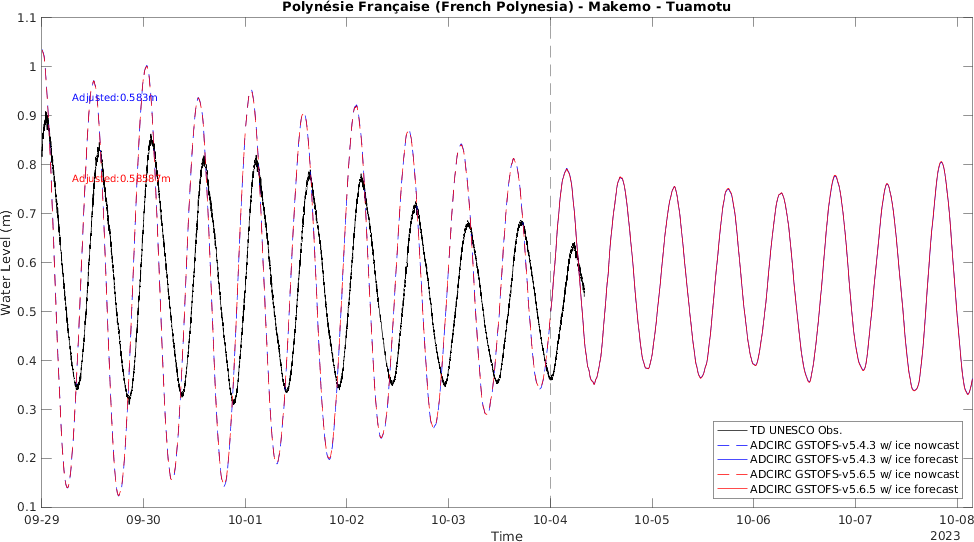 Polynésie Française (French Polynesia) - Makemo - Tuamotu
1.1
1
0.9
0.8
0.7
0.6
0.5
0.4
0.3
0.2
0.1
Water Level (m)
Adjusted:0.583m
Adjusted:0.58587m
TD UNESCO Obs.
ADCIRC GSTOFS-v5.4.3 w/ ice nowcast
ADCIRC GSTOFS-v5.4.3 w/ ice forecast
ADCIRC GSTOFS-v5.6.5 w/ ice nowcast
ADCIRC GSTOFS-v5.6.5 w/ ice forecast
09-29 09-30 10-01 10-02 10-03 10-04 10-05 10-06 10-07 10-08
Time
2023